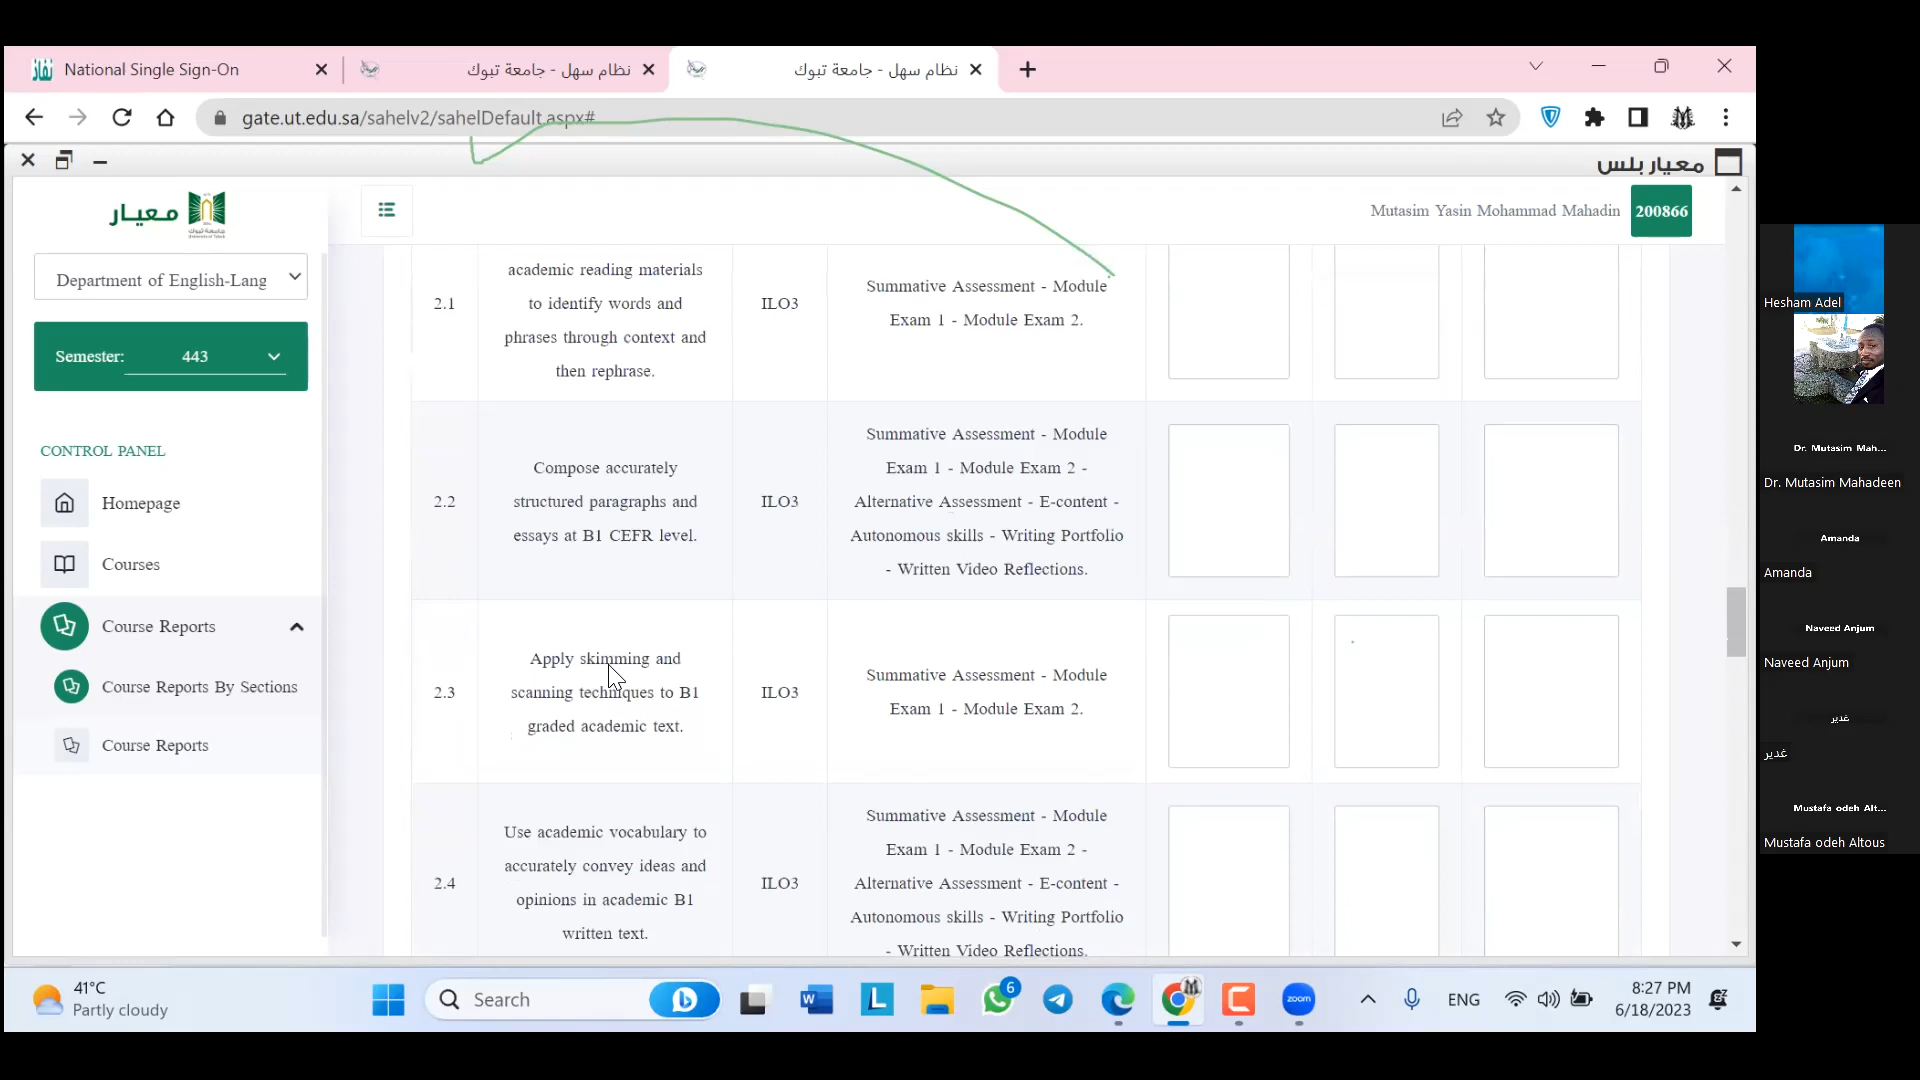 National Single Sign-On
نظام سهل - جامعة تبوك
نظام سهل - جامعة تبوك
gate.ut.edu.sa/sahelv2/sahelDefault.aspx#
معيار بلس
معيار
Mutasim Yasin Mohammad Mahadin
200866
Department of English-Lang
Semester:
443
CONTROL PANEL
Homepage
Courses
Course Reports
Course Reports By Sections
Course Reports
2.1
academic reading materials
to identify words and
phrases through context and
then rephrase.
ILO3
Summative Assessment - Module
Exam 1 - Module Exam 2.
2.2
Compose accurately
structured paragraphs and
essays at B1 CEFR level.
ILO3
Summative Assessment - Module
Exam 1 - Module Exam 2 -
Alternative Assessment - E-content -
Autonomous skills - Writing Portfolio
- Written Video Reflections.
2.3
Apply skimming and
scanning techniques to B1
graded academic text.
ILO3
Summative Assessment - Module
Exam 1 - Module Exam 2.
2.4
Use academic vocabulary to
accurately convey ideas and
opinions in academic B1
written text.
ILO3
Summative Assessment - Module
Exam 1 - Module Exam 2 -
Alternative Assessment - E-content -
Autonomous skills - Writing Portfolio
- Written Video Reflections.
Hesham Adel
Dr. Mutasim Mah...
Dr. Mutasim Mahadeen
Amanda
Amanda
Naveed Anjum
Naveed Anjum
غدير
غدير
Mustafa odeh Alt...
Mustafa odeh Altous
41°C
Partly cloudy
Search
W
L
6
zoom
ENG
8:27 PM
6/18/2023